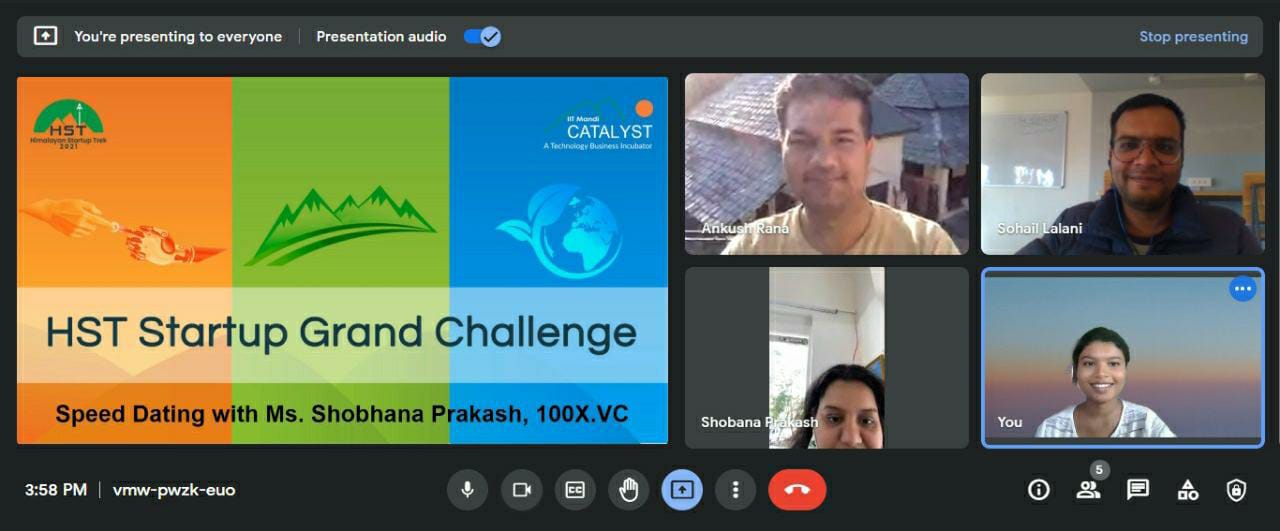 You're presenting to everyone
Presentation audio
Stop presenting
HST
Himalayan Startup Trek
2021
IIT Mandi
CATALYST
A Technology Business Incubator
HST Startup Grand Challenge
Speed Dating with Ms. Shobhana Prakash, 100X.VC
Ankush Rana
Sohail Lalani
Shobana Prakash
You
3:58 PM | vmw-pwzk-euo
CC
5